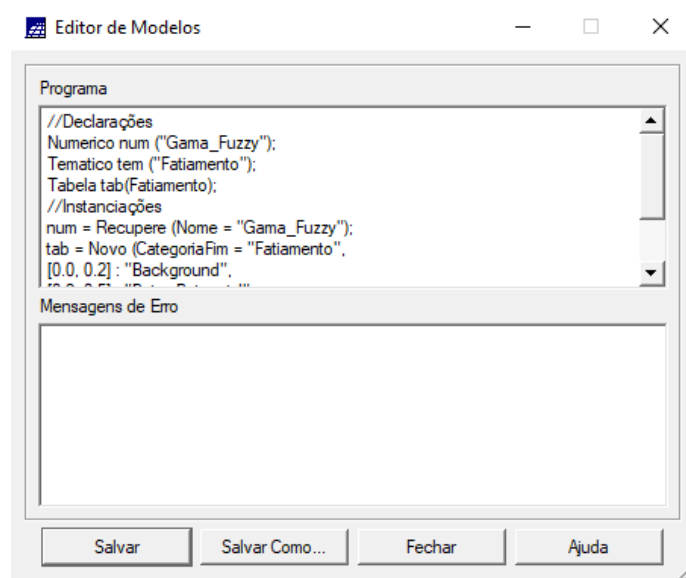 Editor de Modelos
Programa
//Declarações
Numerico num ("Gama_Fuzzy");
Tematico tem ("Fatiamento");
Tabela tab(Fatiamento);
//Instanciações
num = Recupere (Nome = "Gama_Fuzzy");
tab = Novo (CategoriaFim = "Fatiamento",
[0.0, 0.2] : "Background",
Mensagens de Erro
Salvar Salvar Como... Fechar Ajuda